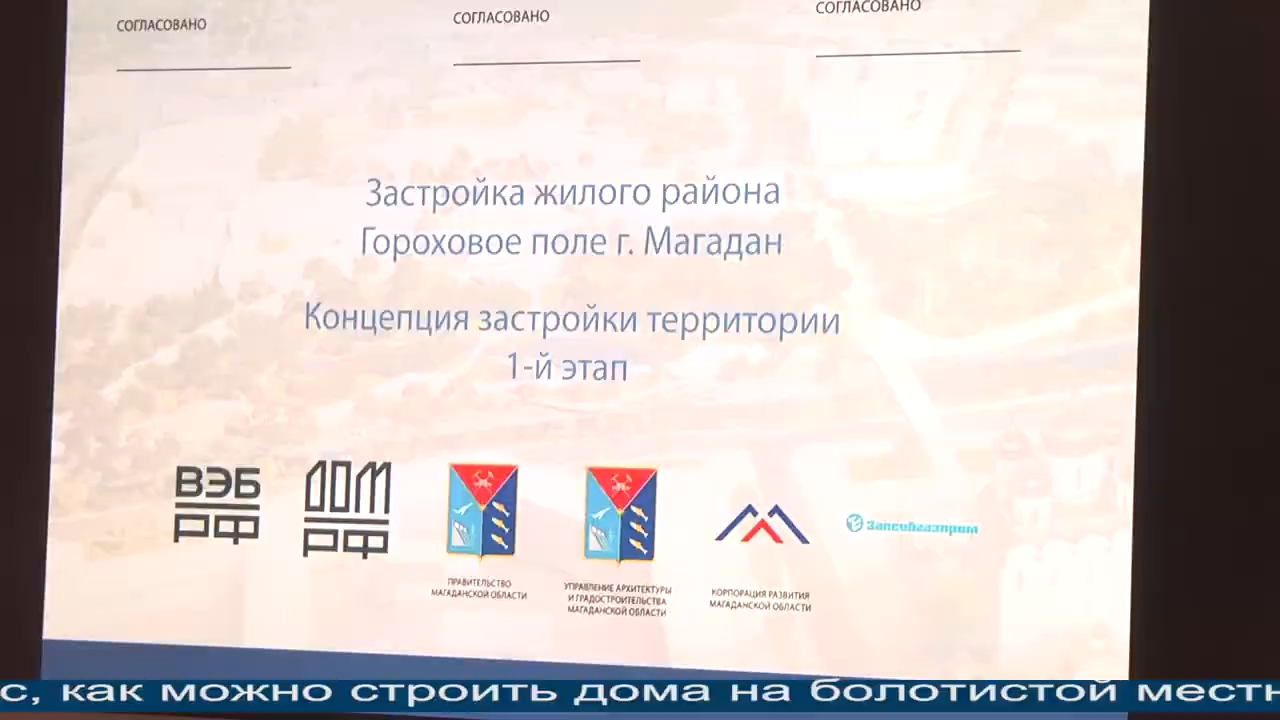 СОГЛАСОВАНО
СОГЛАСОВАНО
СОГЛАСОВАНО
Застройка жилого района
Гороховое поле г. Магадан
Концепция застройки территории
1-й этап
ВЭБ
РФ
ДОМ
РФ
ПРАВИТЕЛЬСТВО
МАГАДАНСКОЙ ОБЛАСТИ
УПРАВЛЕНИЕ АРХИТЕКТУРЫ
И ГРАДОСТРОИТЕЛЬСТВА
МАГАДАНСКОЙ ОБЛАСТИ
КОРПОРАЦИЯ РАЗВИТИЯ
МАГАДАНСКОЙ ОБЛАСТИ
Запсибгазпром
с, как можно строить дома на болотистой местн